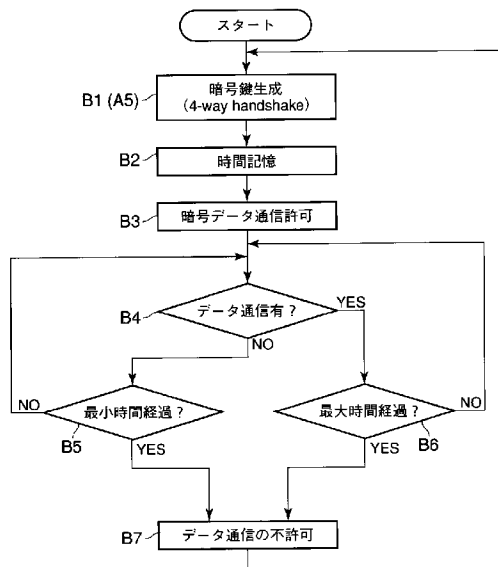 スタート
B1 (A5)
暗号鍵生成
(4-way handshake)
B2
時間記憶
B3
暗号データ通信許可
B4
データ通信有？
YES
NO
NO
最小時間経過？
B5
YES
最大時間経過？
NO
B6
YES
B7
データ通信の不許可